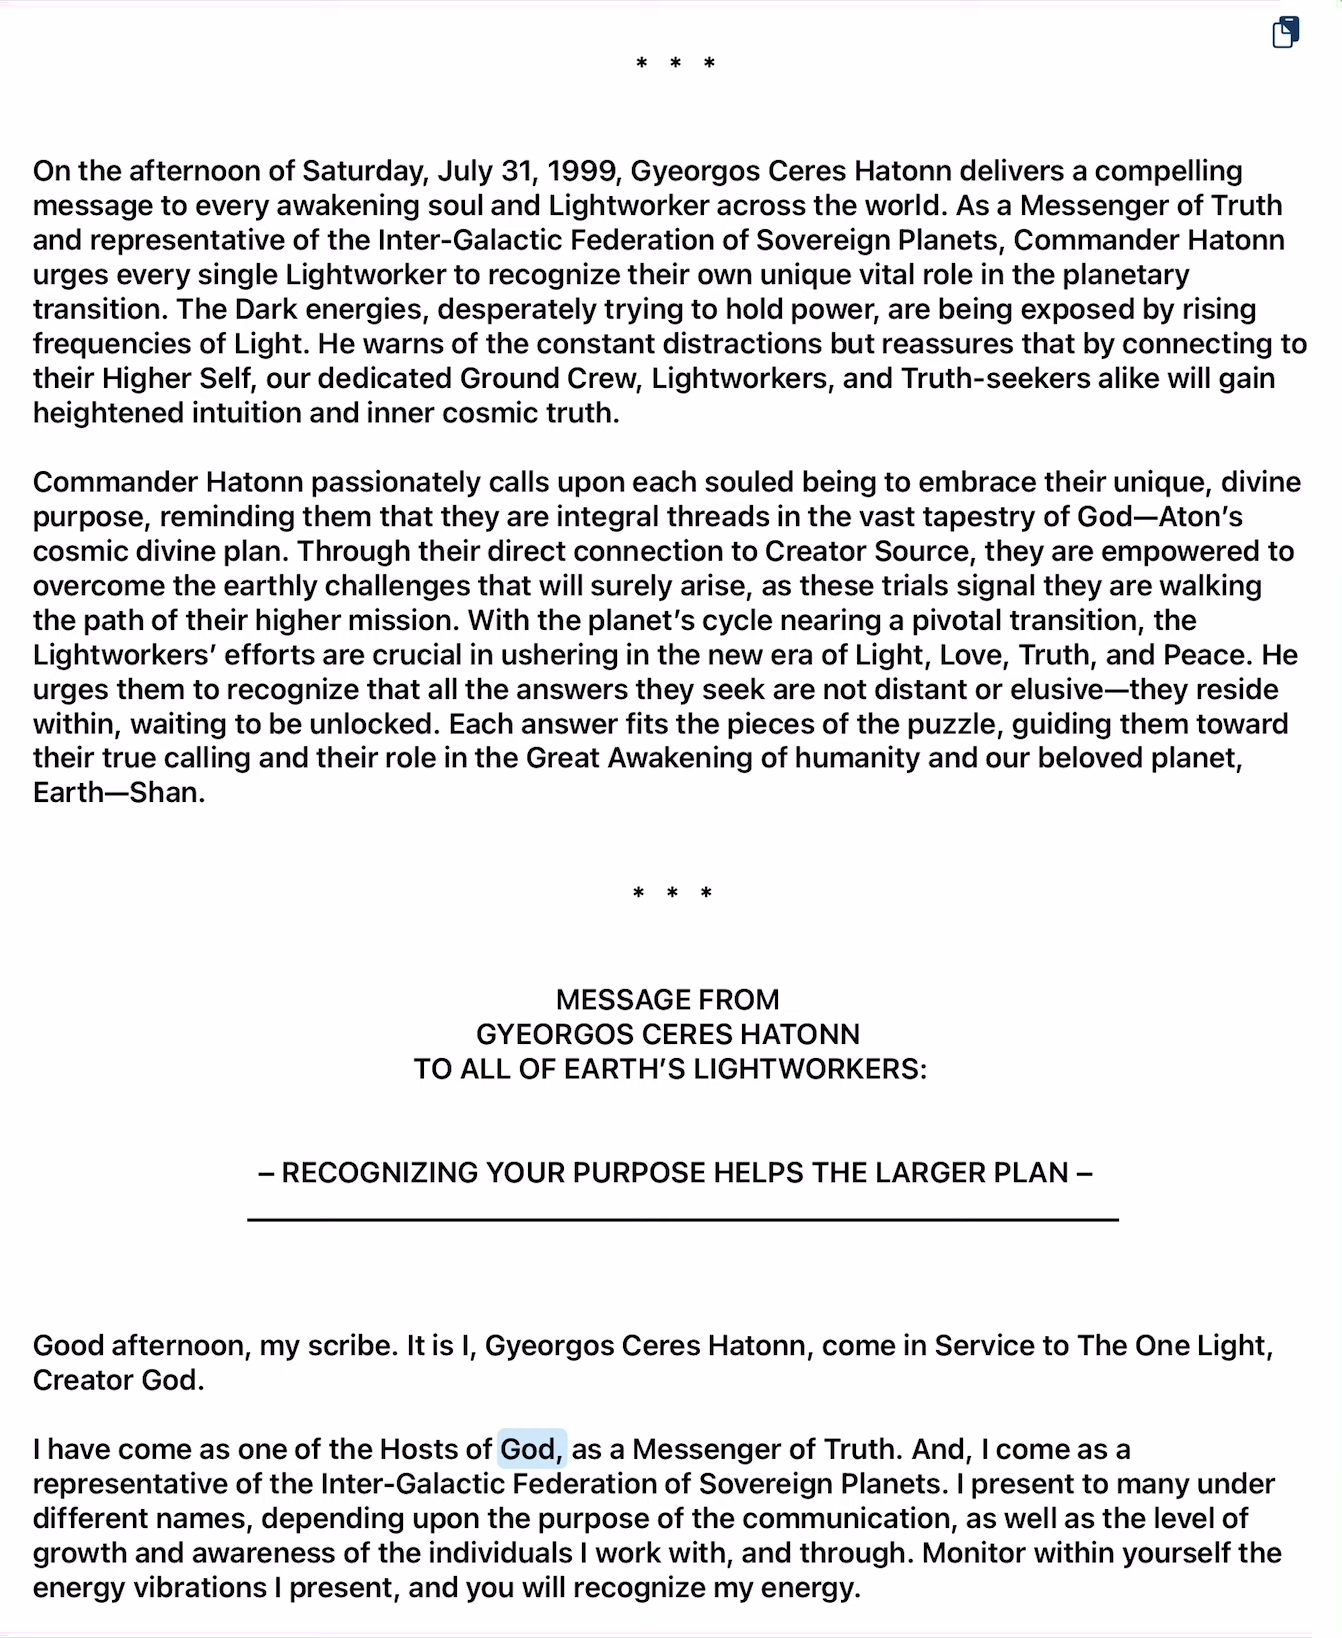 * * *
On the afternoon of Saturday, July 31, 1999, Gyeorgos Ceres Hatonn delivers a compelling
message to every awakening soul and Lightworker across the world. As a Messenger of Truth
and representative of the Inter-Galactic Federation of Sovereign Planets, Commander Hatonn
urges every single Lightworker to recognize their own unique vital role in the planetary
transition. The Dark energies, desperately trying to hold power, are being exposed by rising
frequencies of Light. He warns of the constant distractions but reassures that by connecting to
their Higher Self, our dedicated Ground Crew, Lightworkers, and Truth-seekers alike will gain
heightened intuition and inner cosmic truth.
Commander Hatonn passionately calls upon each souled being to embrace their unique, divine
purpose, reminding them that they are integral threads in the vast tapestry of God—Aton’s
cosmic divine plan. Through their direct connection to Creator Source, they are empowered to
overcome the earthly challenges that will surely arise, as these trials signal they are walking
the path of their higher mission. With the planet’s cycle nearing a pivotal transition, the
Lightworkers’ efforts are crucial in ushering in the new era of Light, Love, Truth, and Peace. He
urges them to recognize that all the answers they seek are not distant or elusive—they reside
within, waiting to be unlocked. Each answer fits the pieces of the puzzle, guiding them toward
their true calling and their role in the Great Awakening of humanity and our beloved planet,
Earth—Shan.
* * *
MESSAGE FROM
GYEORGOS CERES HATONN
TO ALL OF EARTH’S LIGHTWORKERS:
– RECOGNIZING YOUR PURPOSE HELPS THE LARGER PLAN –
Good afternoon, my scribe. It is I, Gyeorgos Ceres Hatonn, come in Service to The One Light,
Creator God.
I have come as one of the Hosts of God, as a Messenger of Truth. And, I come as a
representative of the Inter-Galactic Federation of Sovereign Planets. I present to many under
different names, depending upon the purpose of the communication, as well as the level of
growth and awareness of the individuals I work with, and through. Monitor within yourself the
energy vibrations I present, and you will recognize my energy.